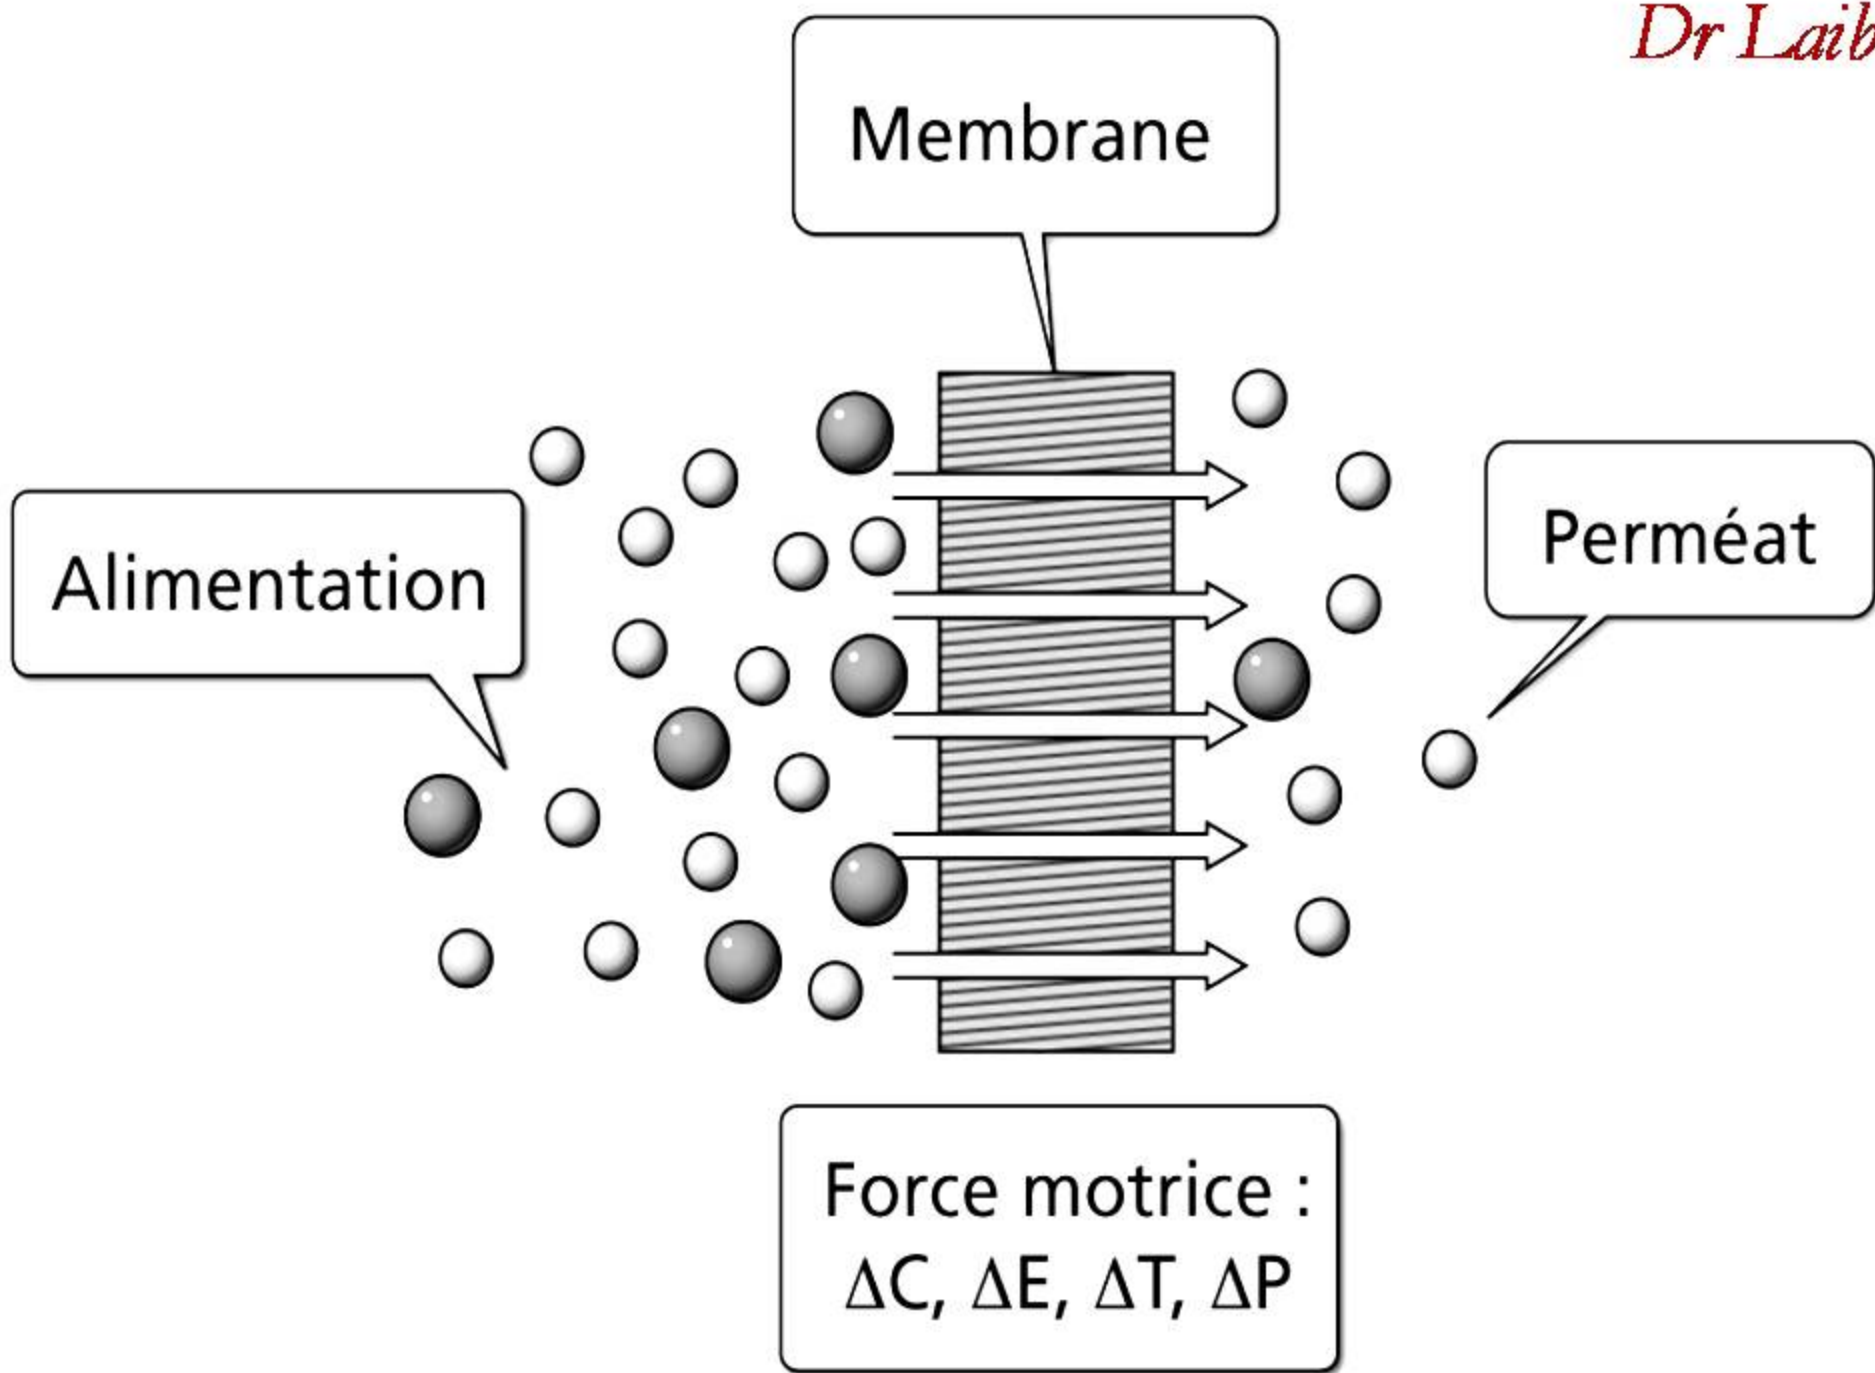 Dr Laib
Membrane
Alimentation
Perméat
Force motrice :
ΔC, ΔE, ΔT, ΔP